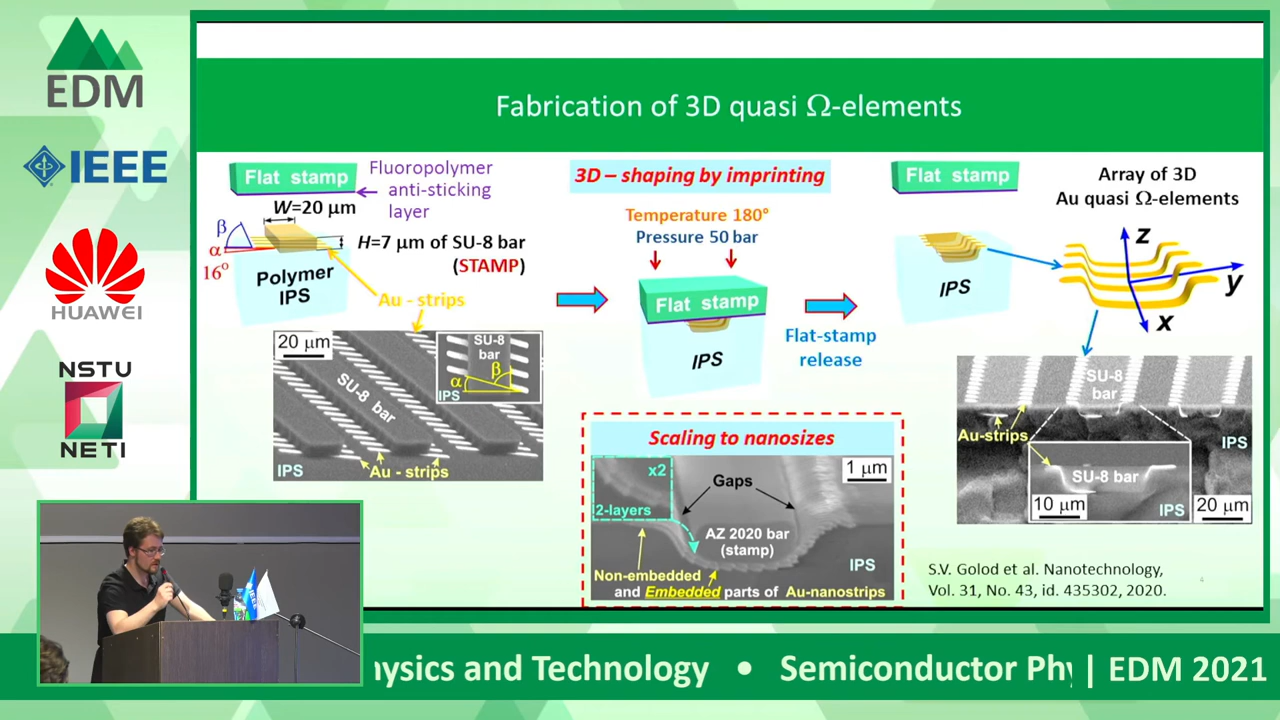 EDM
IEEE
HUAWEI
NSTU
NETI
Fabrication of 3D quasi Ω-elements
Flat stamp
Fluoropolymer
anti-sticking
layer
W=20 μm
β
α
16°
H=7 μm of SU-8 bar
(STAMP)
Polymer
IPS
Au - strips
20 μm
SU-8 bar
SU-8
bar
α
β
IPS
IPS
Au - strips
3D – shaping by imprinting
Temperature 180°
Pressure 50 bar
Flat stamp
IPS
Flat-stamp
release
Scaling to nanosizes
x2
2-layers
Gaps
1 μm
AZ 2020 bar
(stamp)
IPS
Non-embedded
and Embedded parts of Au-nanostrips
Flat stamp
IPS
Array of 3D
Au quasi Ω-elements
z
y
x
SU-8
bar
Au-strips
IPS
SU-8 bar
10 μm
IPS
20 μm
S.V. Golod et al. Nanotechnology,
Vol. 31, No. 43, id. 435302, 2020.
IEEE
hysics and Technology • Semiconductor Phy | EDM 2021